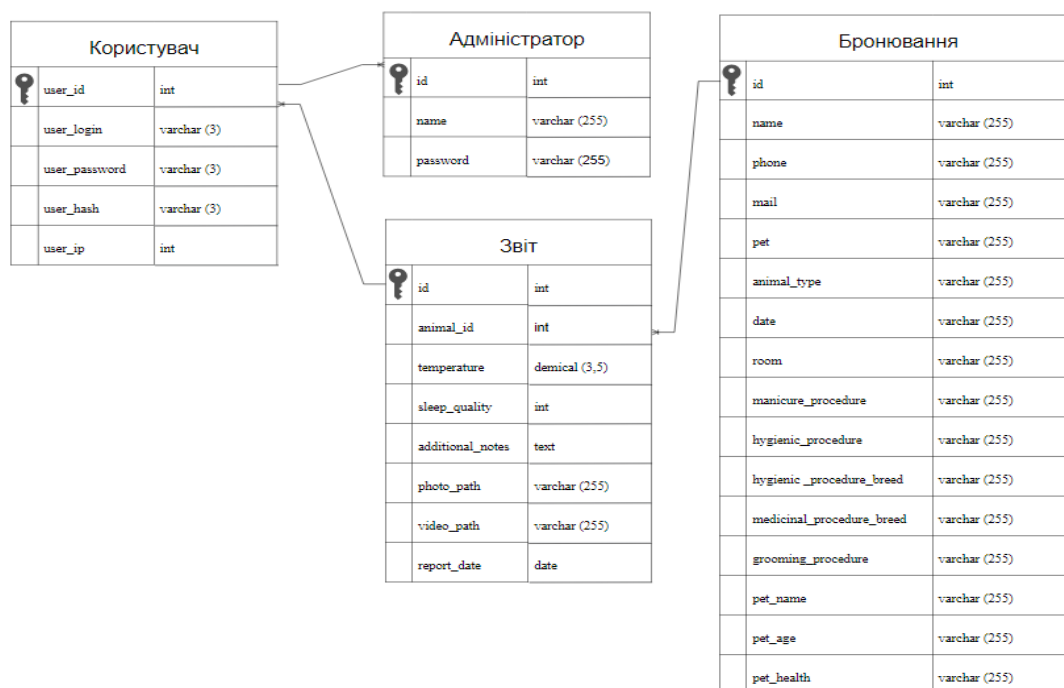 Користувач
user_id int
user_login varchar (3)
user_password varchar (3)
user_hash varchar (3)
user_ip int
Адміністратор
id int
name varchar (255)
password varchar (255)
Звіт
id int
animal_id int
temperature demical (3,5)
sleep_quality int
additional_notes text
photo_path varchar (255)
video_path varchar (255)
report_date date
Бронювання
id int
name varchar (255)
phone varchar (255)
mail varchar (255)
pet varchar (255)
animal_type varchar (255)
date varchar (255)
room varchar (255)
manicure_procedure varchar (255)
hygienic_procedure varchar (255)
hygienic _procedure_breed varchar (255)
medicinal_procedure_breed varchar (255)
grooming_procedure varchar (255)
pet_name varchar (255)
pet_age varchar (255)
pet_health varchar (255)